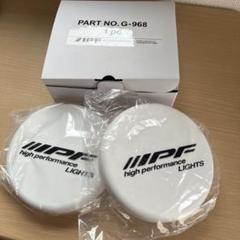 PART NO. G-968
1 pc
IPF
high performance
LIGHTS
IPF
high performance
LIGHTS